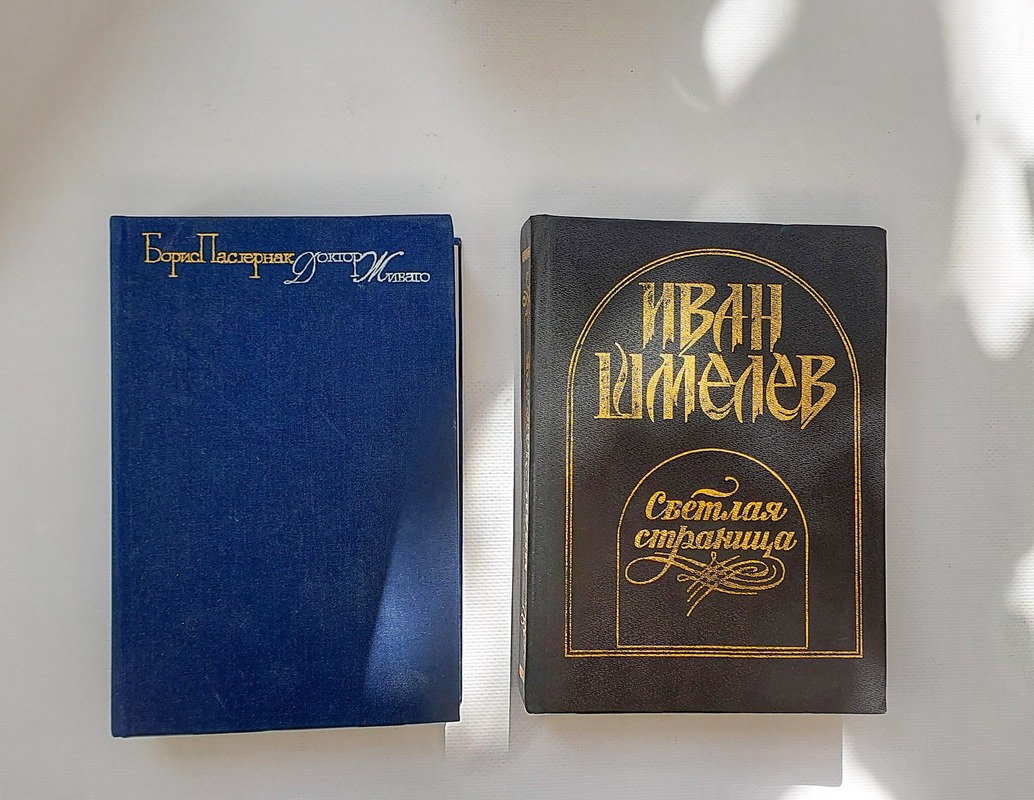 Борис Пастернак Доктор Живаго
ИВАН
ШМЕЛЕВ
Светлая
страница